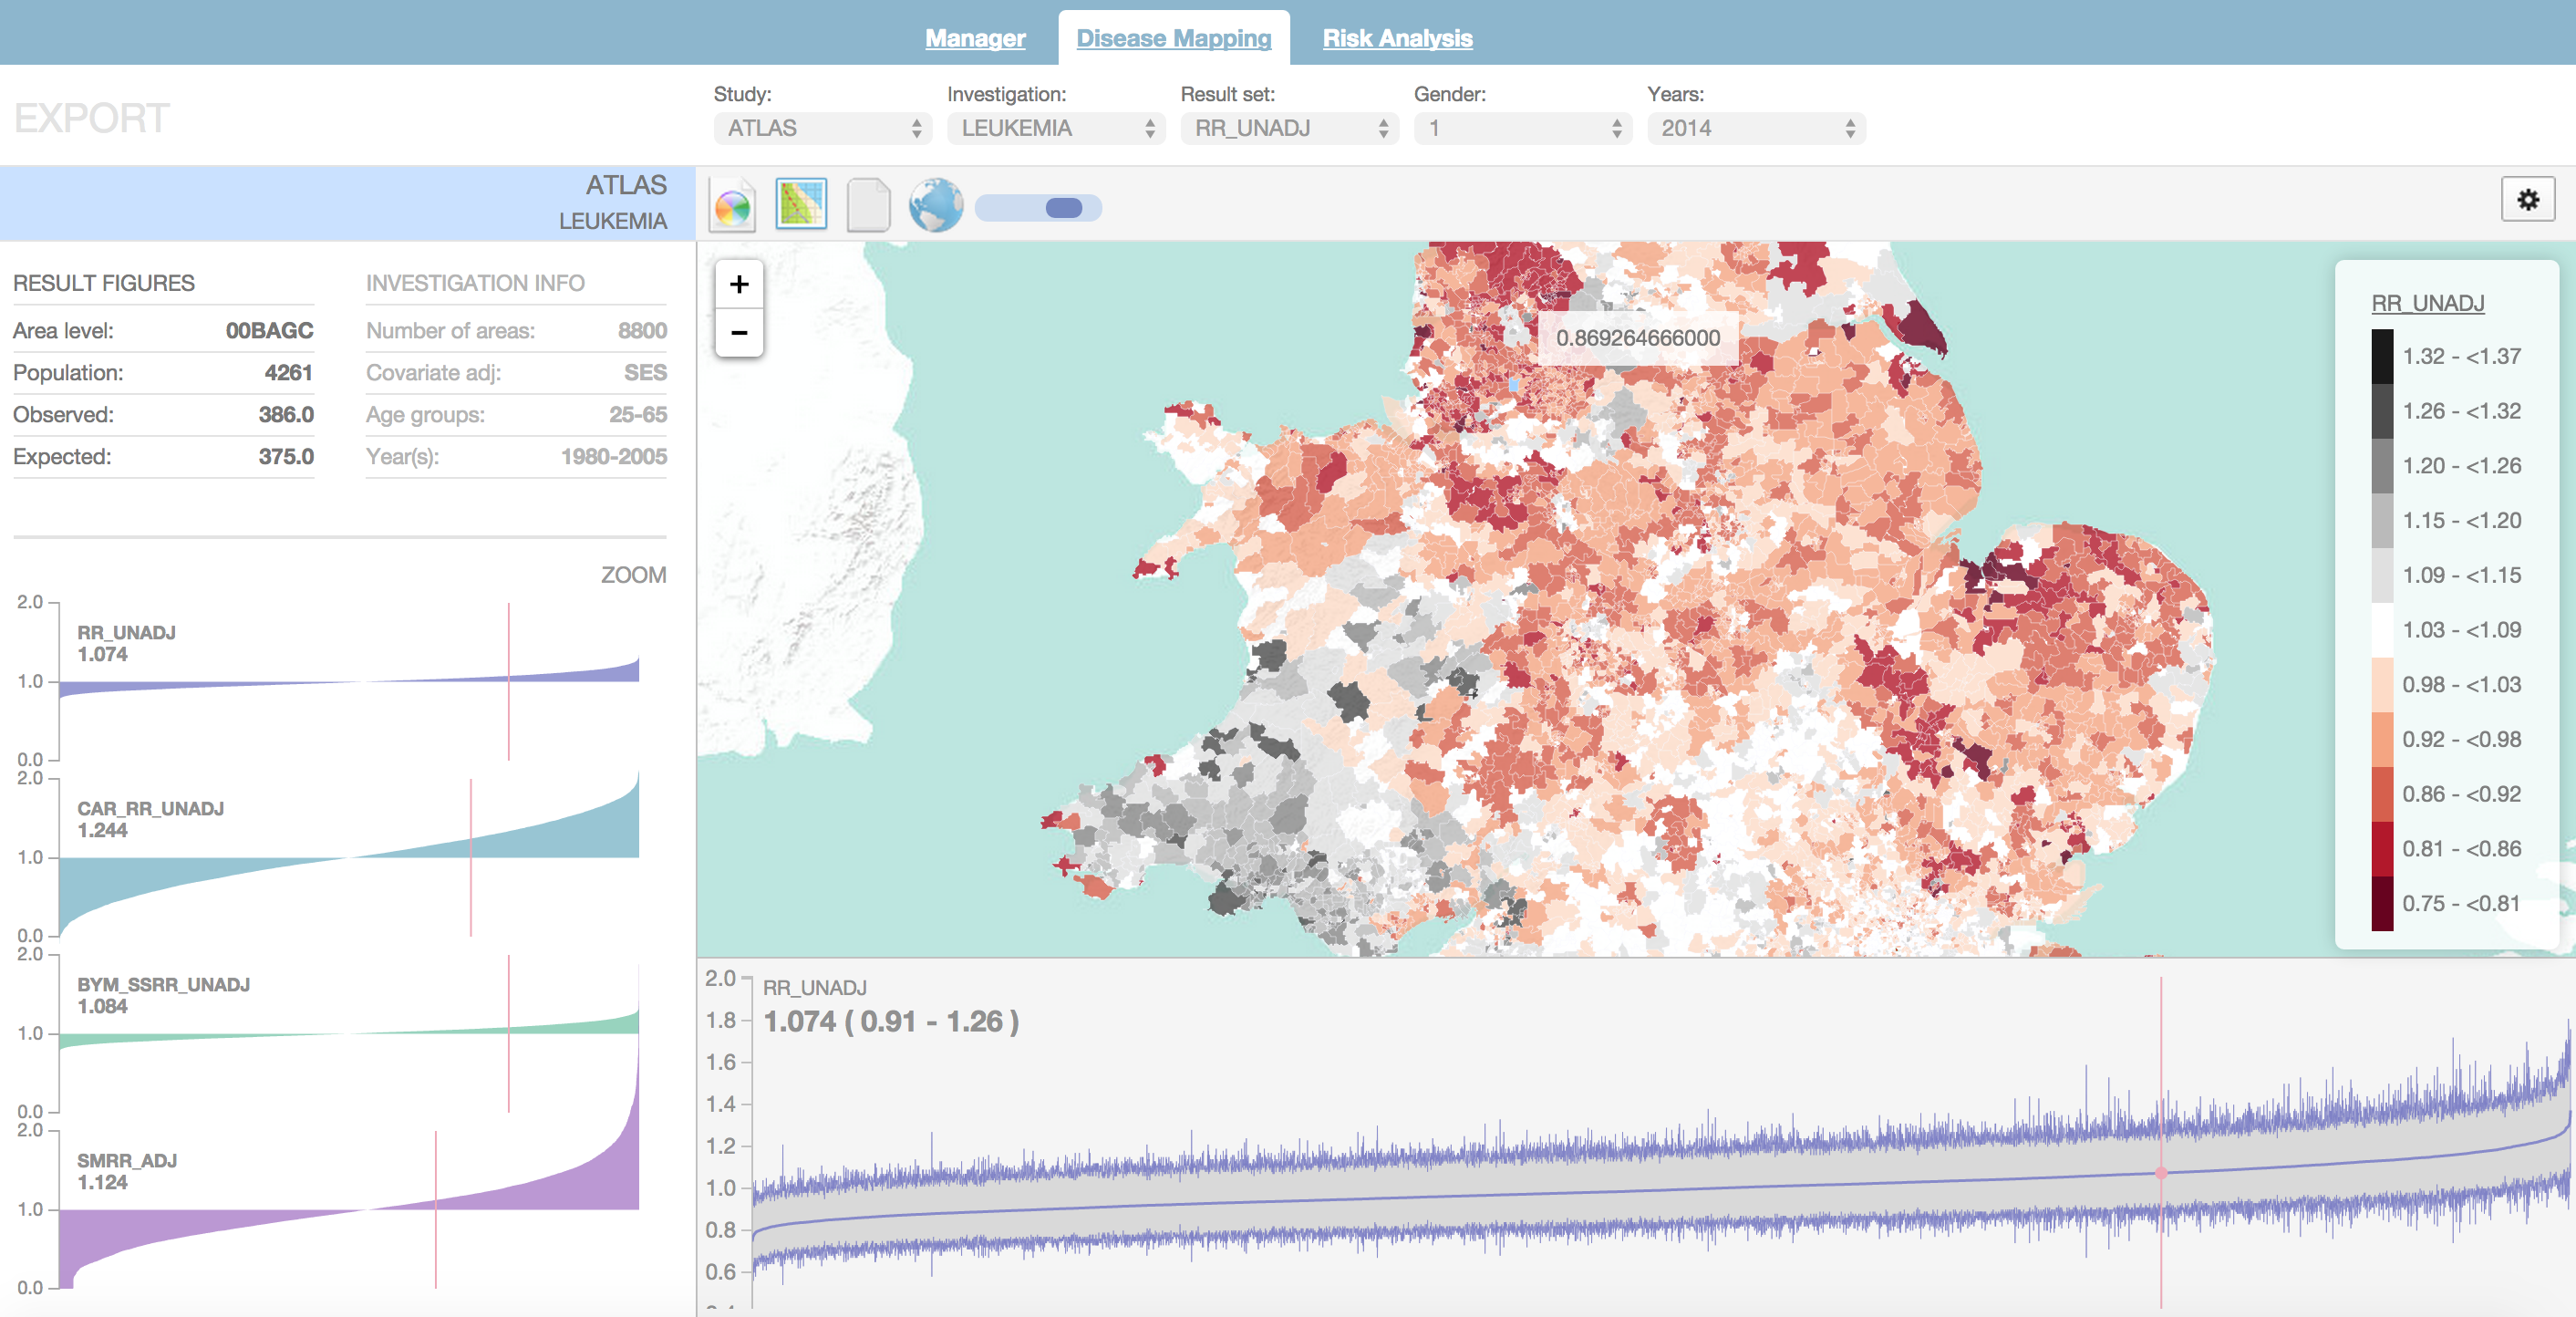 Manager Disease Mapping Risk Analysis
EXPORT
Study: Investigation: Result set: Gender: Years:
ATLAS LEUKEMIA RR_UNADJ 1 2014
ATLAS
LEUKEMIA
RESULT FIGURES
Area level: 00BAGC
Population: 4261
Observed: 386.0
Expected: 375.0
INVESTIGATION INFO
Number of areas: 8800
Covariate adj: SES
Age groups: 25-65
Year(s): 1980-2005
ZOOM
2.0
RR_UNADJ
1.074
1.0
0.0
2.0
CAR_RR_UNADJ
1.244
1.0
0.0
2.0
BYM_SSRR_UNADJ
1.084
1.0
0.0
2.0
SMRR_ADJ
1.124
1.0
0.0
+
−
0.869264666000
RR_UNADJ
1.32 - <1.37
1.26 - <1.32
1.20 - <1.26
1.15 - <1.20
1.09 - <1.15
1.03 - <1.09
0.98 - <1.03
0.92 - <0.98
0.86 - <0.92
0.81 - <0.86
0.75 - <0.81
RR_UNADJ
1.074 ( 0.91 - 1.26 )
2.0
1.8
1.6
1.4
1.2
1.0
0.8
0.6